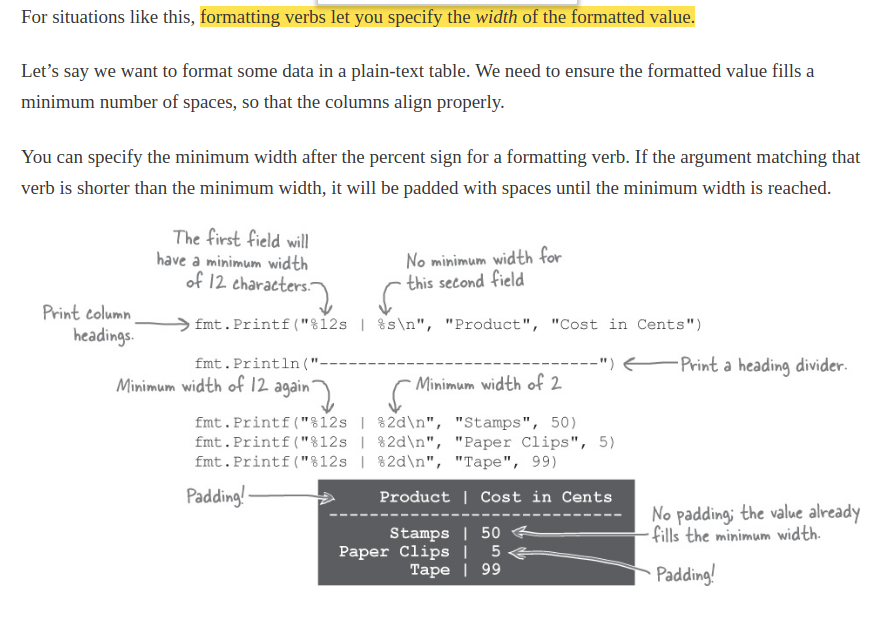 For situations like this, formatting verbs let you specify the width of the formatted value.
Let’s say we want to format some data in a plain-text table. We need to ensure the formatted value fills a
minimum number of spaces, so that the columns align properly.
You can specify the minimum width after the percent sign for a formatting verb. If the argument matching that
verb is shorter than the minimum width, it will be padded with spaces until the minimum width is reached.
The first field will
have a minimum width
of 12 characters.
No minimum width for
this second field
Print column
headings.
fmt.Printf("%12s | %s\n", "Product", "Cost in Cents")
fmt.Println("------------------------------")
Print a heading divider.
Minimum width of 12 again
Minimum width of 2
fmt.Printf("%12s | %2d\n", "Stamps", 50)
fmt.Printf("%12s | %2d\n", "Paper Clips", 5)
fmt.Printf("%12s | %2d\n", "Tape", 99)
Padding!
Product | Cost in Cents
------------------------------
Stamps | 50
Paper Clips |  5
Tape | 99
No padding; the value already
fills the minimum width.
Padding!